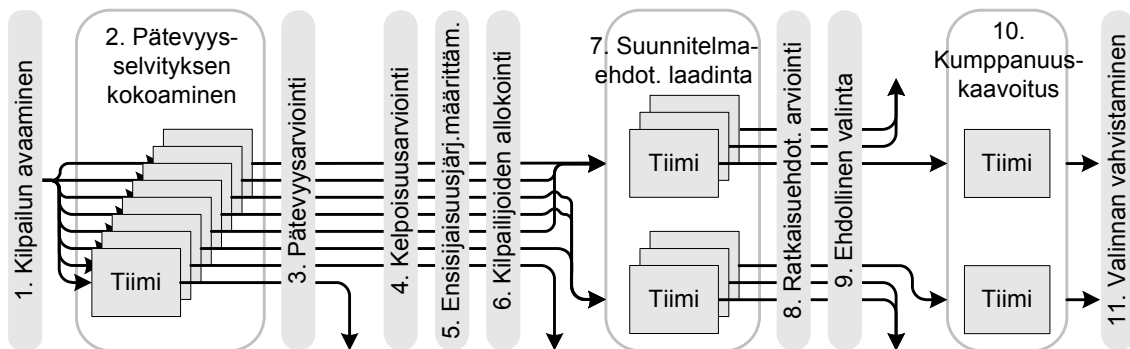 1. Kilpailun avaaminen
2. Pätevyys-
selvityksen
kokoaminen
Tiimi
3. Pätevyysarviointi
4. Kelpoisuusarviointi
5. Ensisijaisuusjärj.määrittäm.
6. Kilpailijoiden allokointi
7. Suunnitelma-
ehdot. laadinta
Tiimi
Tiimi
8. Ratkaisuehdot. arviointi
9. Ehdollinen valinta
10.
Kumppanuus-
kaavoitus
Tiimi
Tiimi
11. Valinnan vahvistaminen